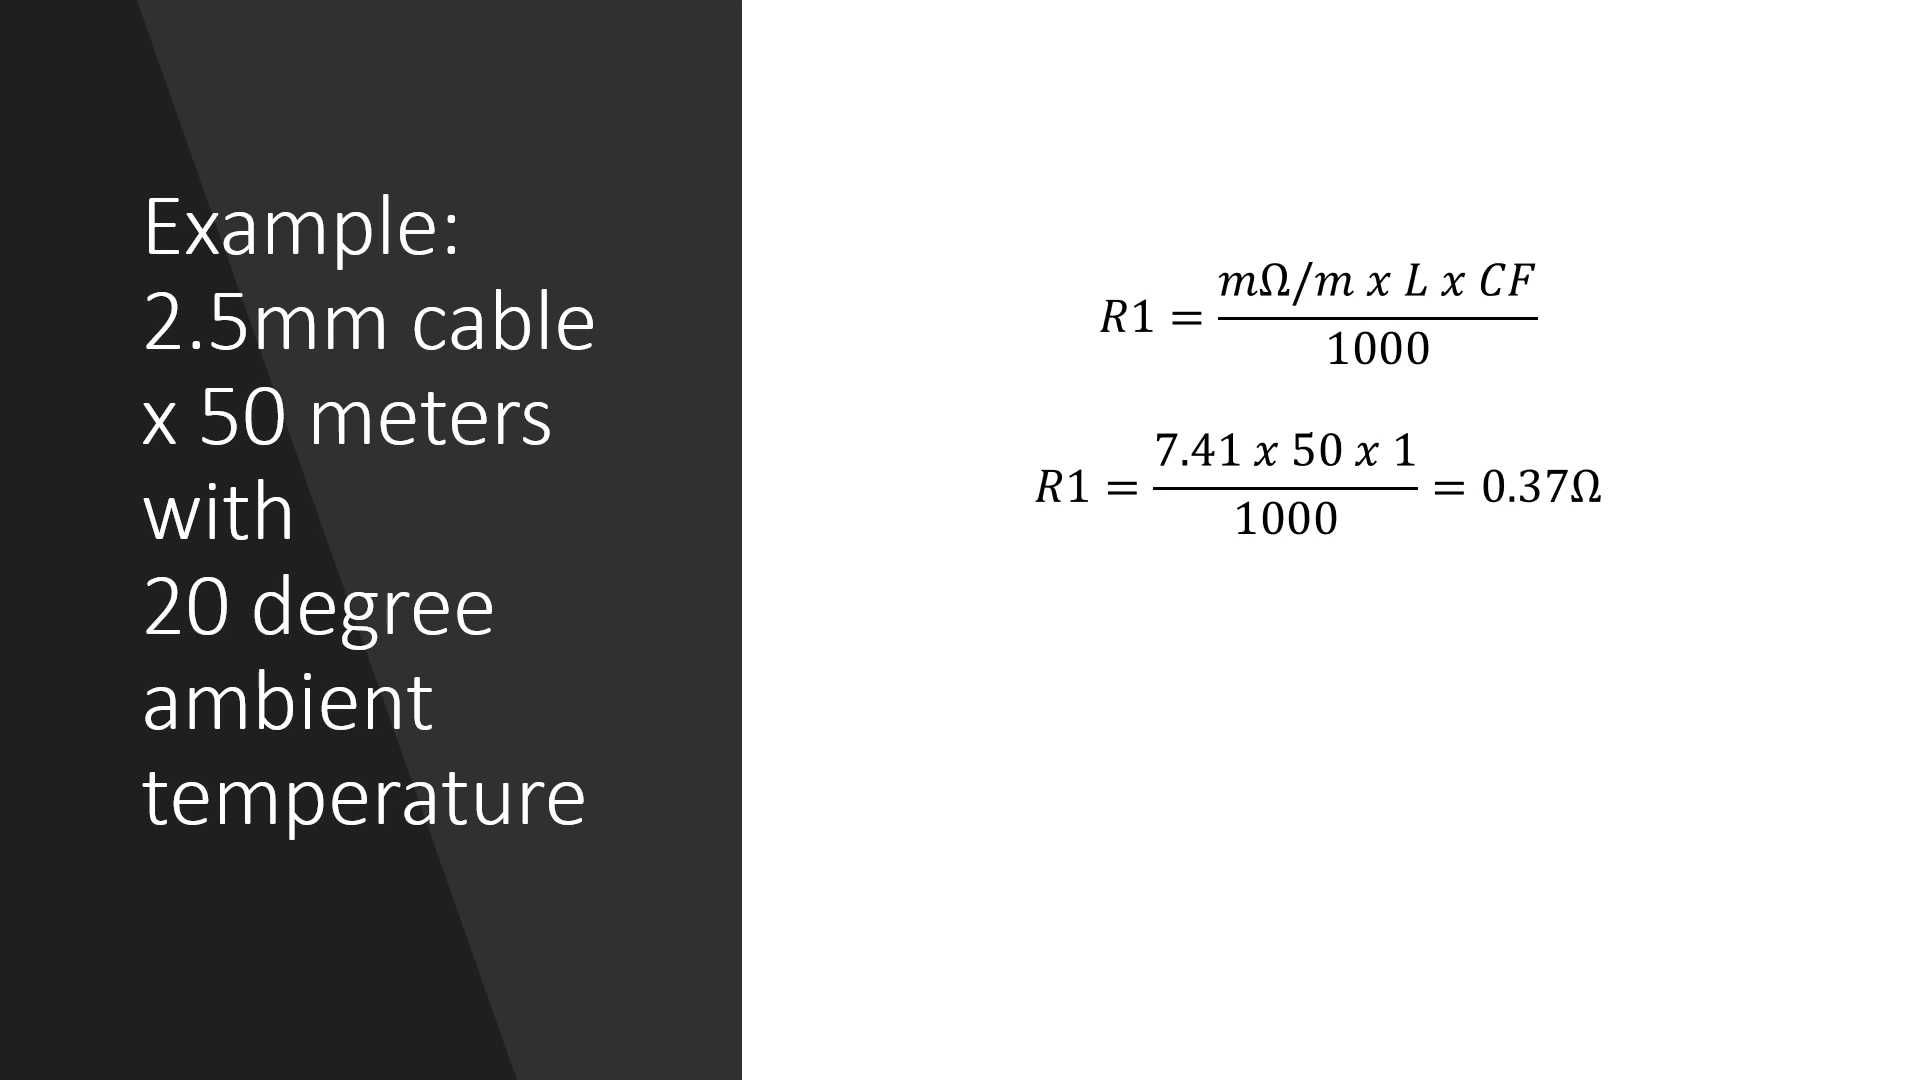 Example:
2.5mm cable
x 50 meters
with
20 degree
ambient
temperature
R1 = mΩ/m x L x CF / 1000
R1 = 7.41 x 50 x 1 / 1000 = 0.37Ω